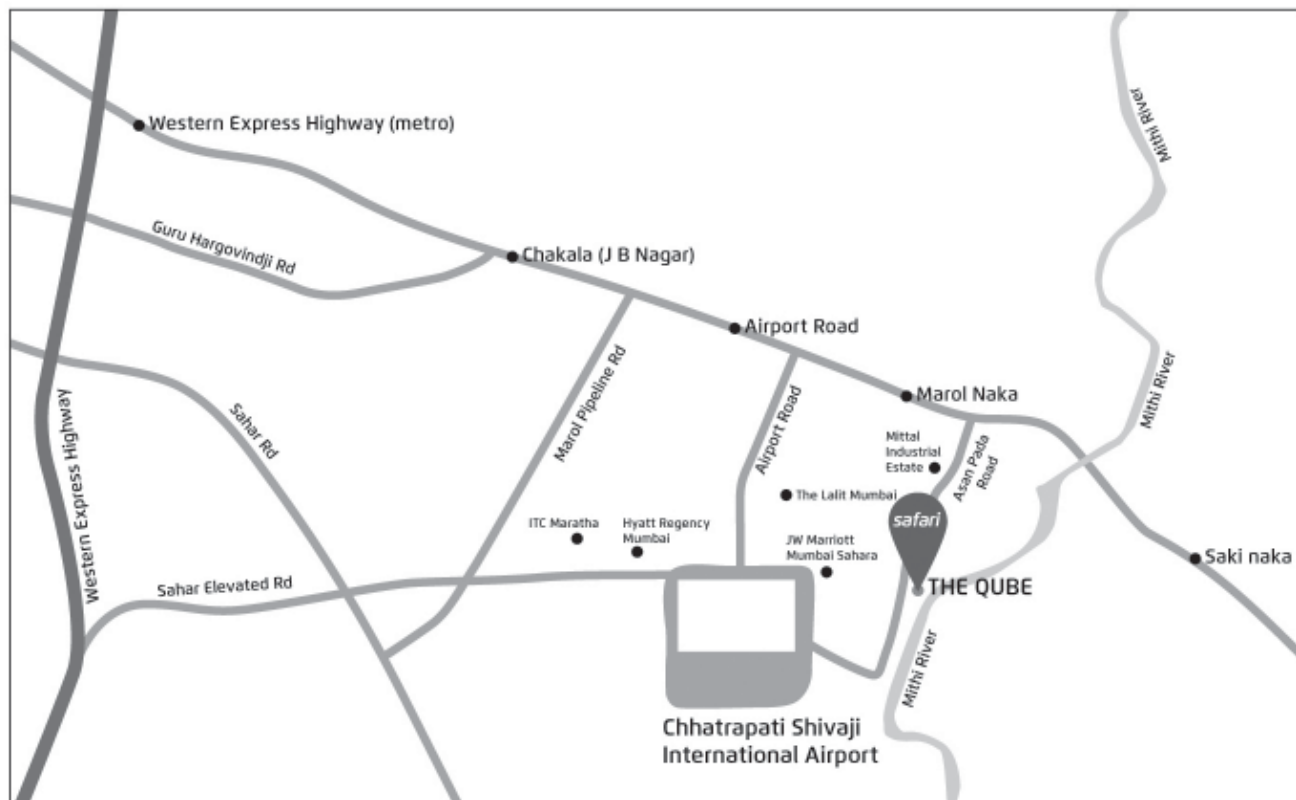 Western Express Highway (metro)
Mithi River
Guru Hargovindji Rd
Chakala (J B Nagar)
Airport Road
Mithi River
Marol Pipeline Rd
Marol Naka
Sahar Rd
Airport Road
Mittal
Industrial
Estate
Asan Pada
Road
Western Express Highway
The Lalit Mumbai
safari
ITC Maratha
Hyatt Regency
Mumbai
JW Marriott
Mumbai Sahara
Saki naka
Sahar Elevated Rd
THE QUBE
Mithi River
Chhatrapati Shivaji
International Airport